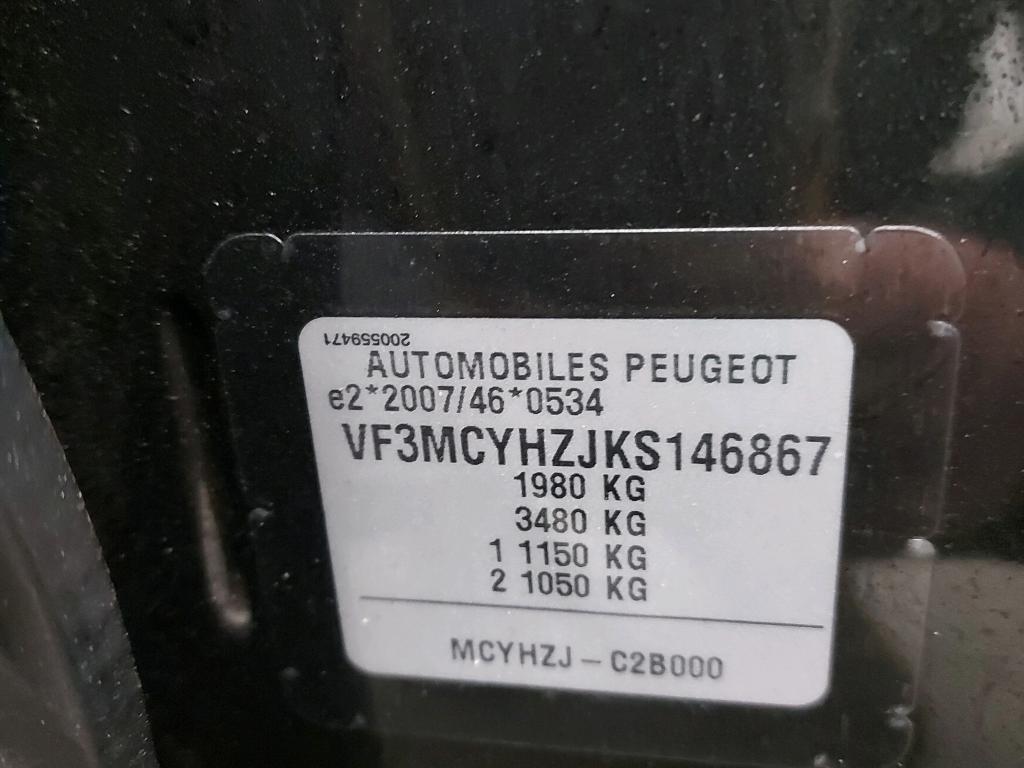 200559471
AUTOMOBILES PEUGEOT
e2*2007/46*0534
VF3MCYHZJKS146867
1980 KG
3480 KG
1 1150 KG
2 1050 KG
MCYHZJ - C2B000